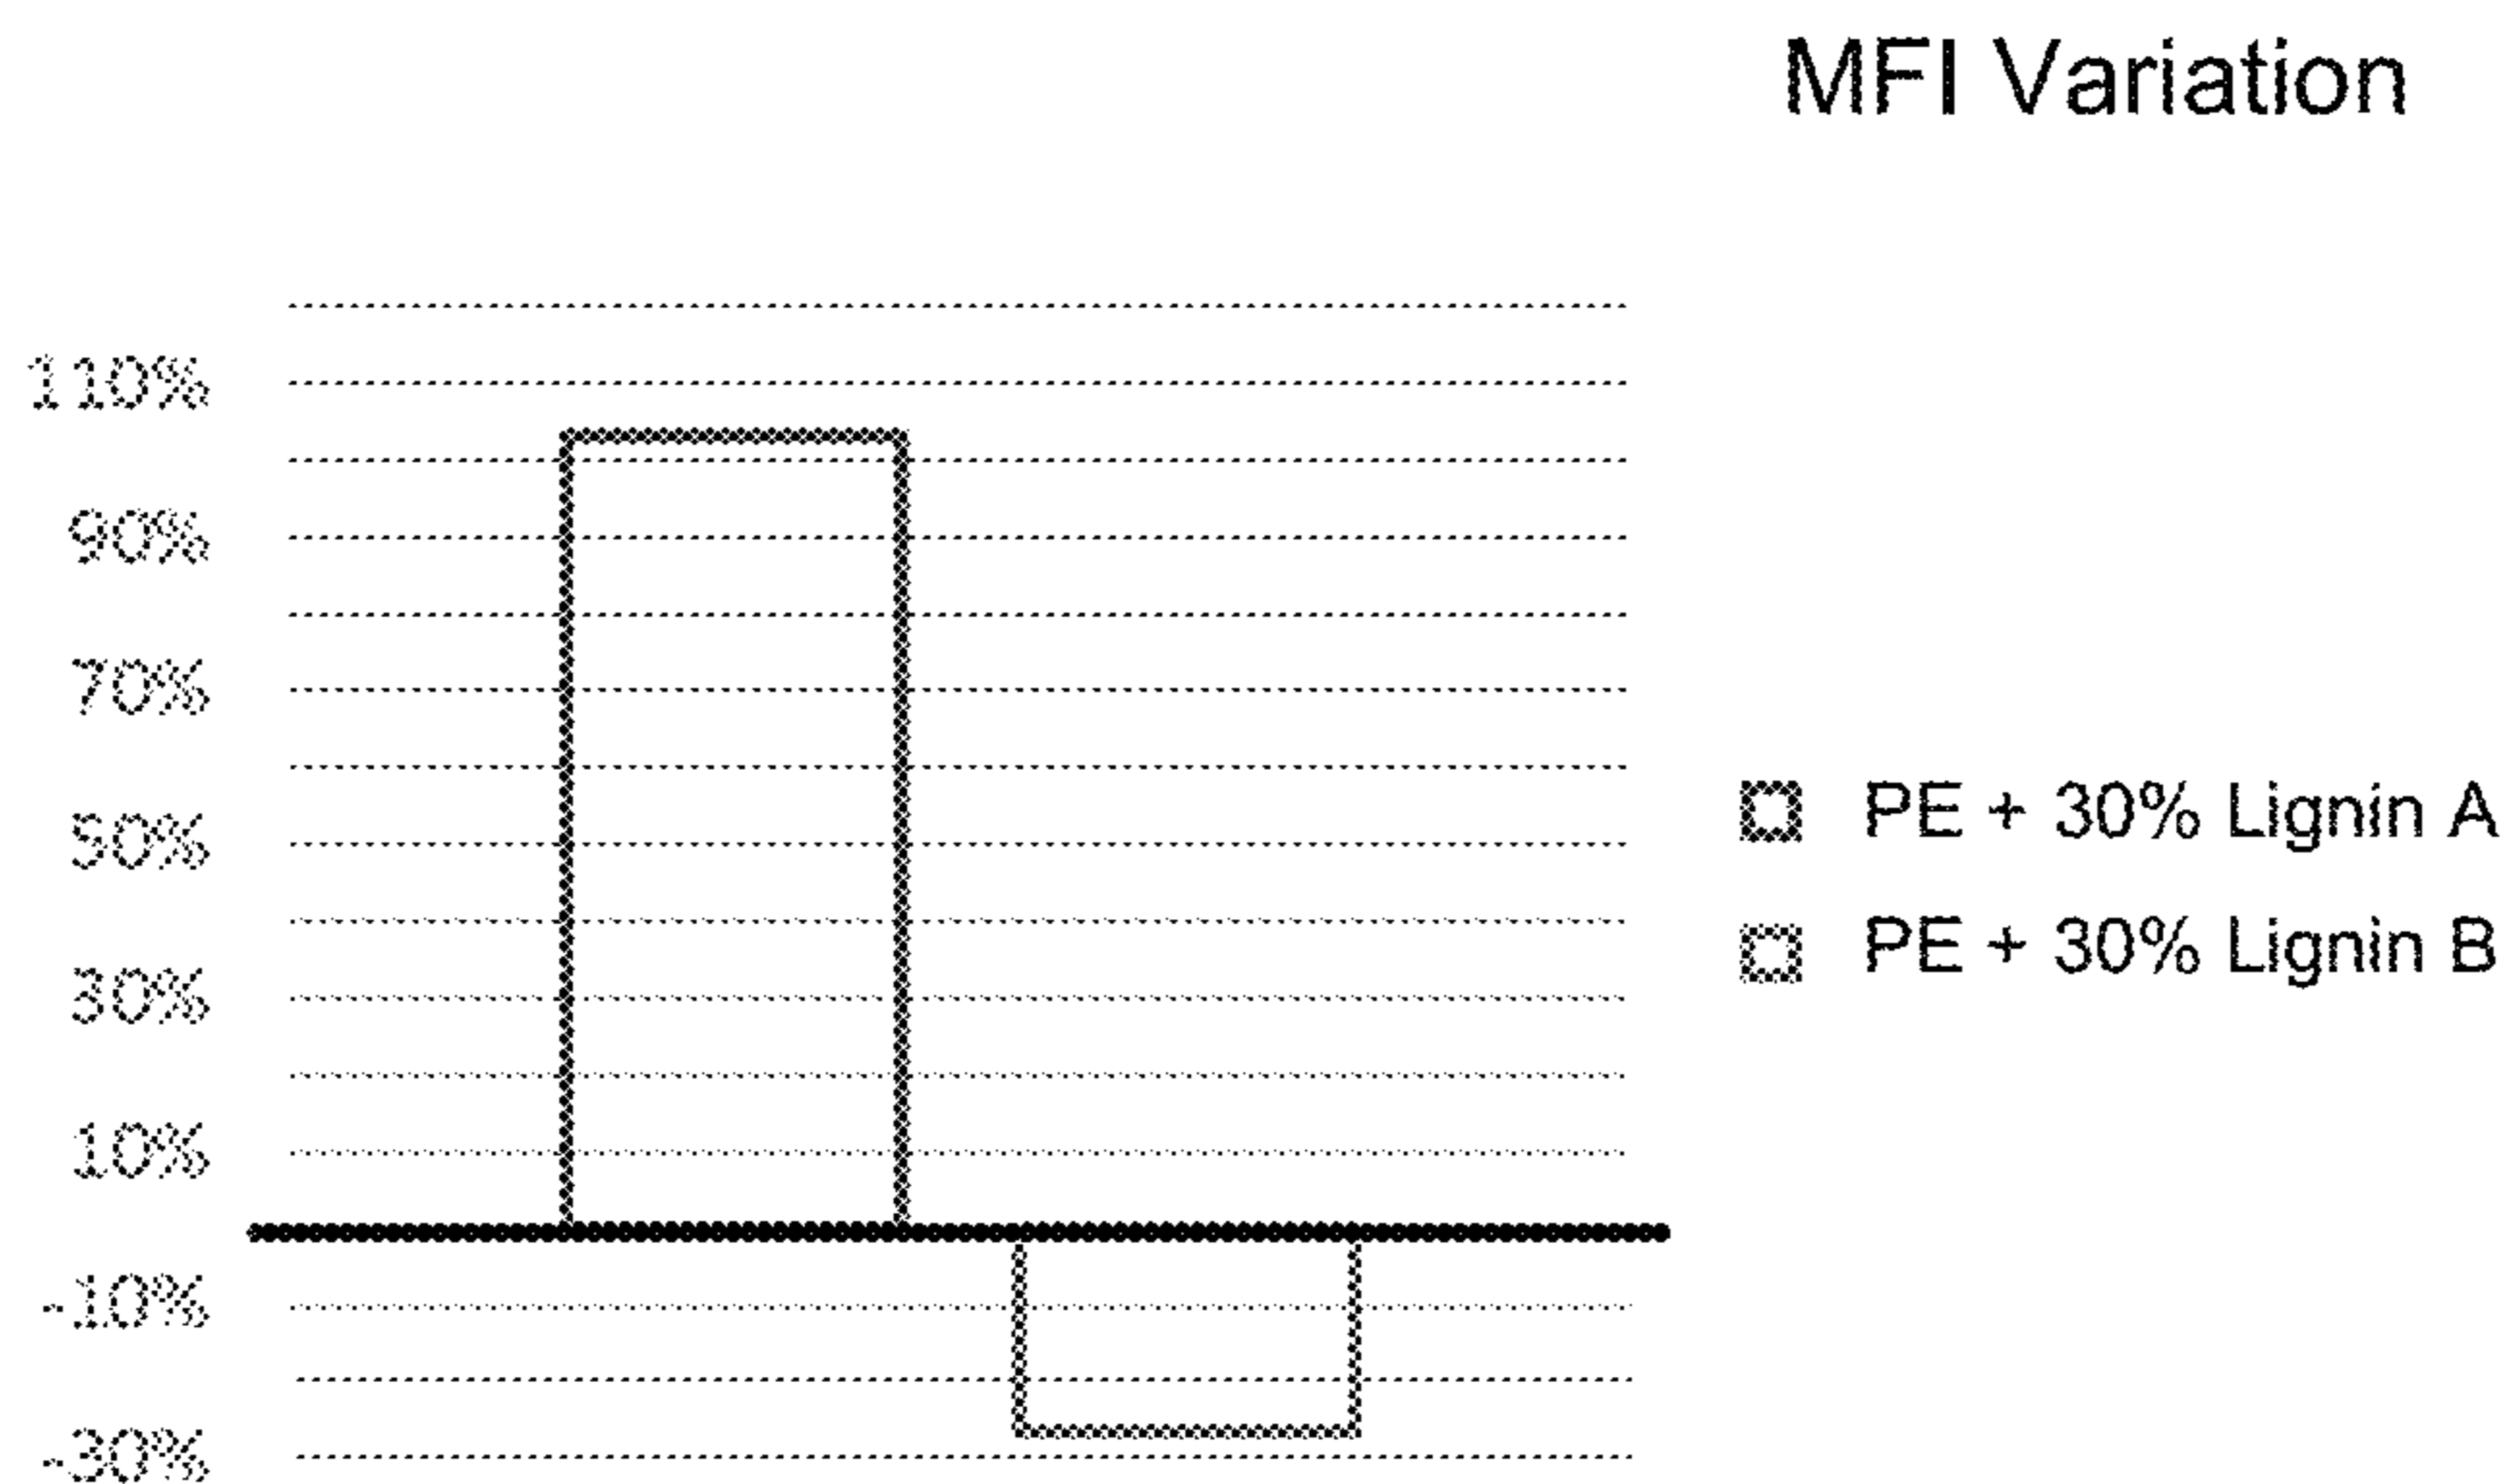 MFI Variation
110%
90%
70%
50%
30%
10%
-10%
-30%
PE + 30% Lignin A
PE + 30% Lignin B